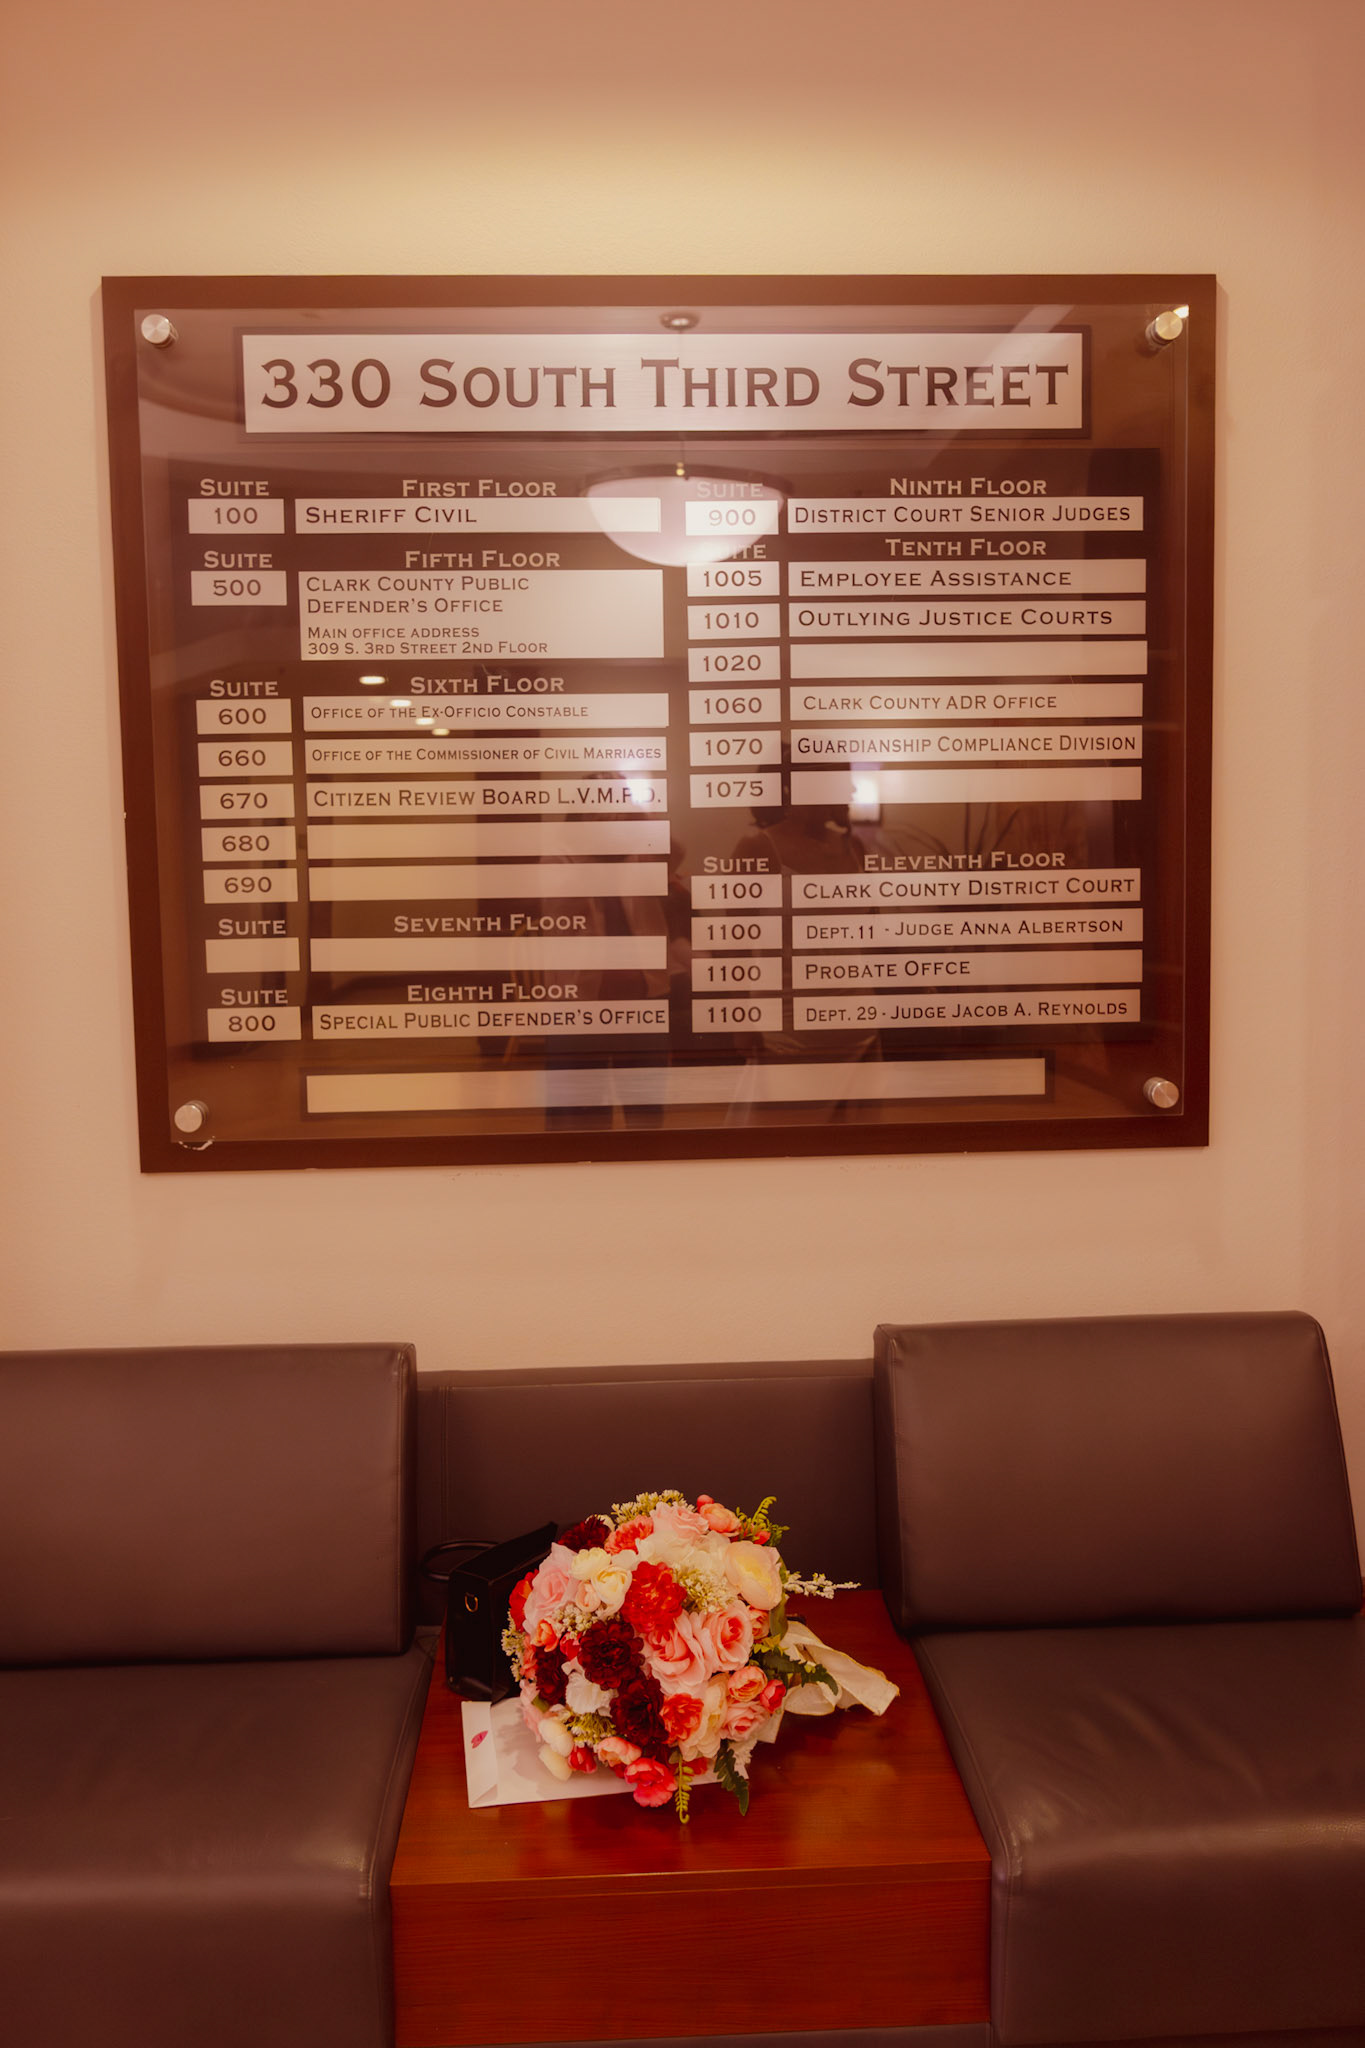 330 SOUTH THIRD STREET
SUITE FIRST FLOOR
100 SHERIFF CIVIL
SUITE FIFTH FLOOR
500 CLARK COUNTY PUBLIC
DEFENDER'S OFFICE
MAIN OFFICE ADDRESS
309 S. 3RD STREET 2ND FLOOR
SUITE SIXTH FLOOR
600 OFFICE OF THE EX-OFFICIO CONSTABLE
660 OFFICE OF THE COMMISSIONER OF CIVIL MARRIAGES
670 CITIZEN REVIEW BOARD L.V.M.P.D.
680
690
SUITE SEVENTH FLOOR
SUITE EIGHTH FLOOR
800 SPECIAL PUBLIC DEFENDER'S OFFICE
SUITE NINTH FLOOR
900 DISTRICT COURT SENIOR JUDGES
SUITE TENTH FLOOR
1005 EMPLOYEE ASSISTANCE
1010 OUTLYING JUSTICE COURTS
1020
1060 CLARK COUNTY ADR OFFICE
1070 GUARDIANSHIP COMPLIANCE DIVISION
1075
SUITE ELEVENTH FLOOR
1100 CLARK COUNTY DISTRICT COURT
1100 DEPT. 11 - JUDGE ANNA ALBERTSON
1100 PROBATE OFFCE
1100 DEPT. 29 - JUDGE JACOB A. REYNOLDS